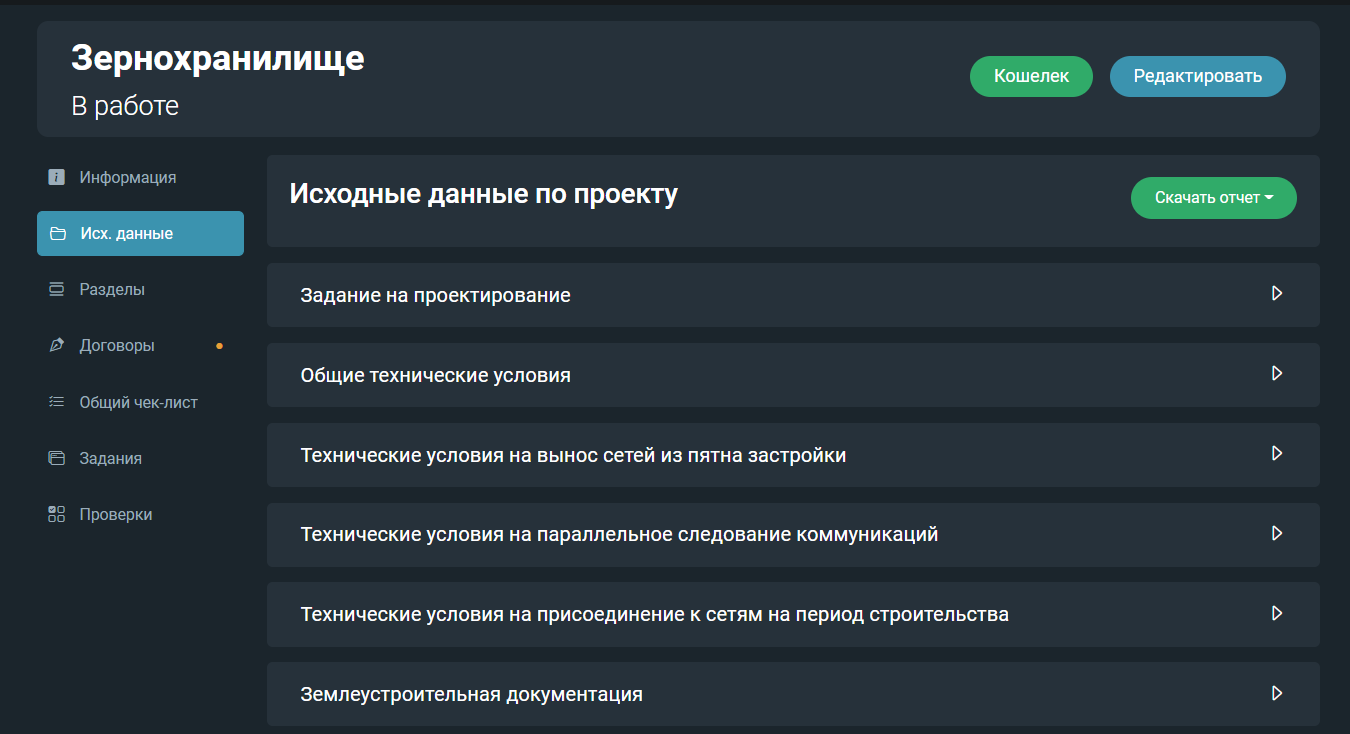 Зернохранилище
В работе
Кошелек
Редактировать
Информация
Исх. данные
Разделы
Договоры
Общий чек-лист
Задания
Проверки
Исходные данные по проекту
Скачать отчет
Задание на проектирование
Общие технические условия
Технические условия на вынос сетей из пятна застройки
Технические условия на параллельное следование коммуникаций
Технические условия на присоединение к сетям на период строительства
Землеустроительная документация